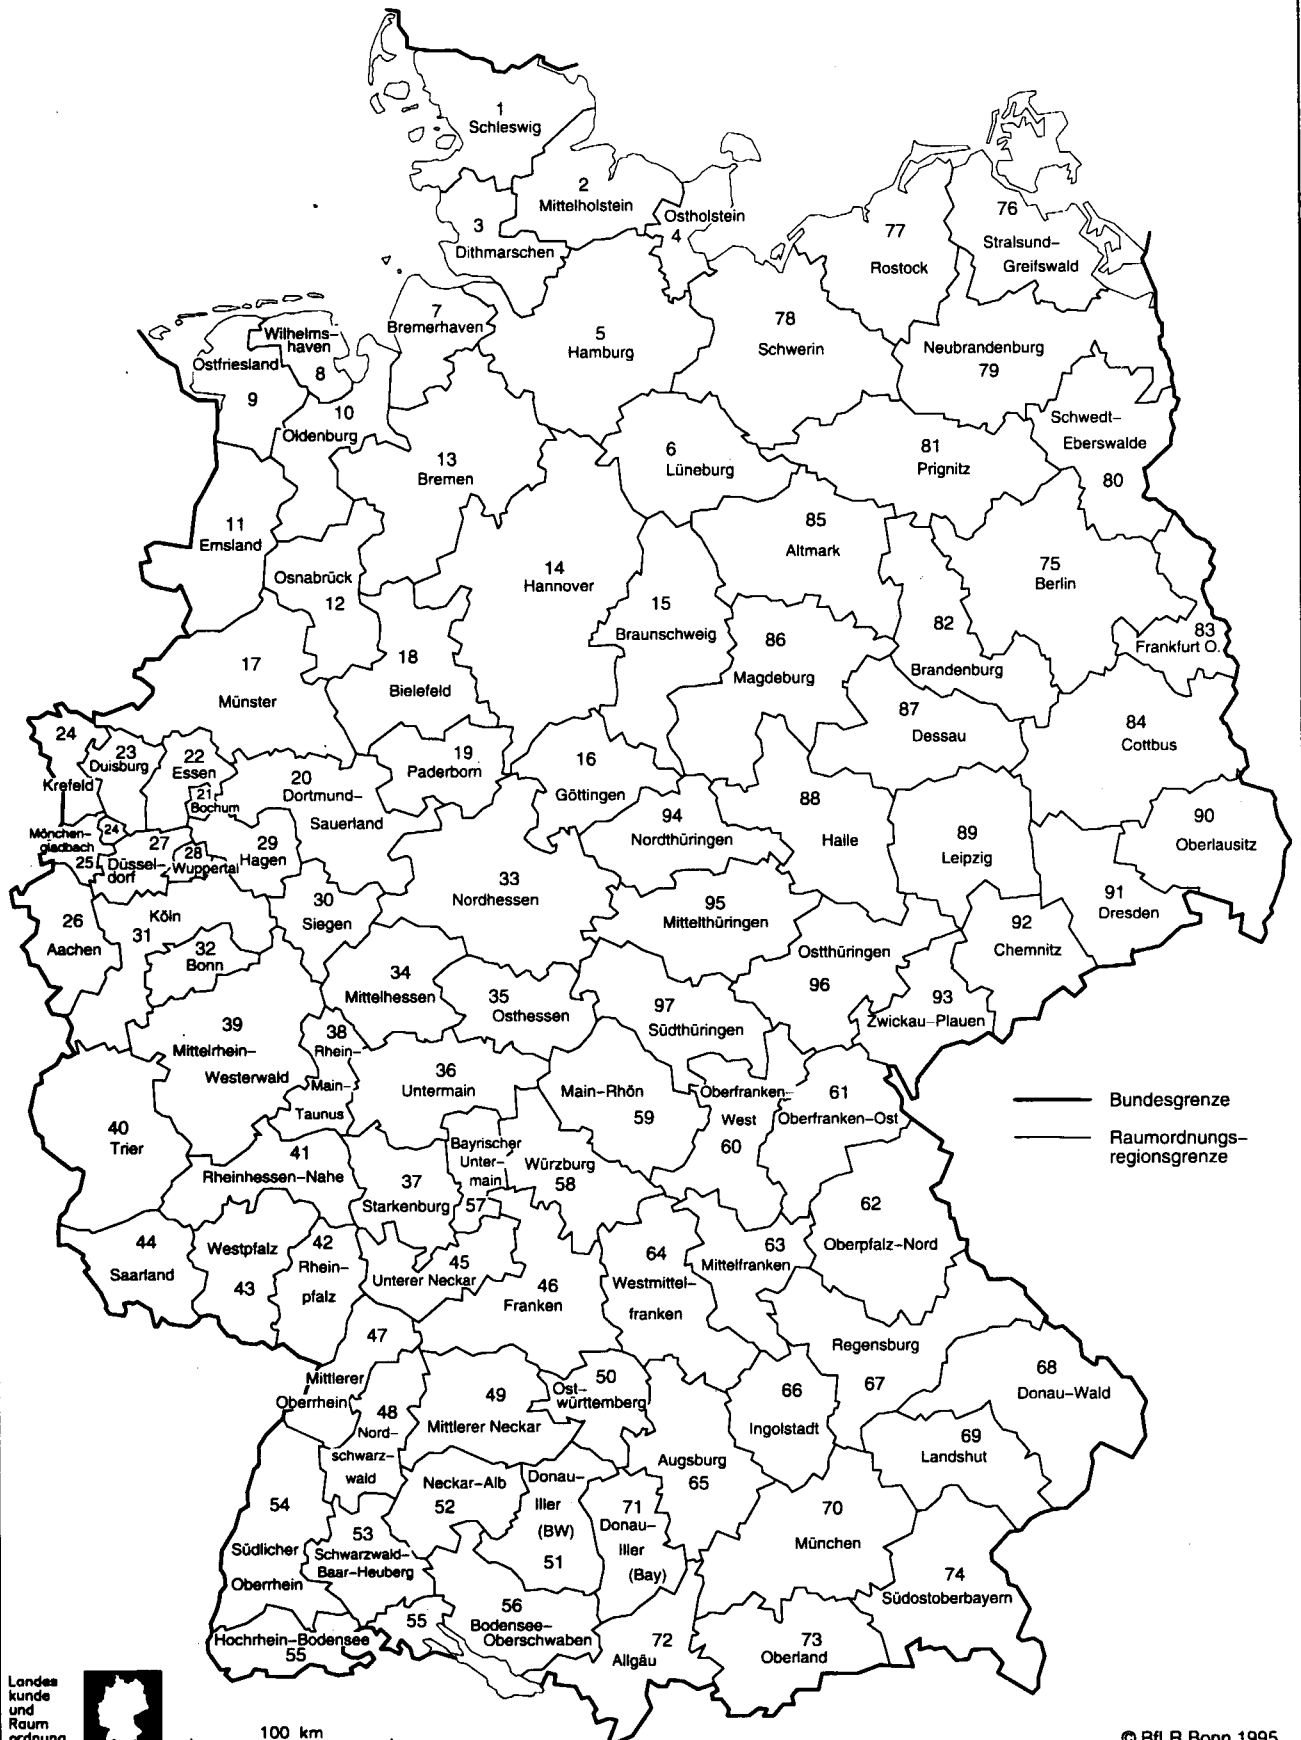 1
Schleswig
2
Mittelholstein
3
Dithmarschen
Ostholstein
4
76
Stralsund-
Greifswald
77
Rostock
7
Bremerhaven
5
Hamburg
78
Schwerin
Neubrandenburg
79
Wilhelms-
haven
8
Ostfriesland
9
10
Oldenburg
Schwedt-
Eberswalde
80
81
Prignitz
6
Lüneburg
13
Bremen
11
Emsland
85
Altmark
75
Berlin
14
Hannover
Osnabrück
12
15
Braunschweig
82
Brandenburg
83
Frankfurt O.
86
Magdeburg
17
Münster
18
Bielefeld
87
Dessau
84
Cottbus
24
Krefeld
23
Duisburg
22
Essen
21
Bochum
20
Dortmund-
Sauerland
19
Paderborn
16
Göttingen
94
Nordthüringen
88
Halle
89
Leipzig
90
Oberlausitz
Mönchen-
gladbach
24
25
Düssel-
dorf
27
28
Wuppertal
29
Hagen
26
Aachen
Köln
31
32
Bonn
30
Siegen
33
Nordhessen
95
Mittelthüringen
91
Dresden
92
Chemnitz
Ostthüringen
96
93
Zwickau-Plauen
34
Mittelhessen
35
Osthessen
97
Südthüringen
39
Mittelrhein-
Westerwald
38
Rhein-
Main-
Taunus
36
Untermain
Main-Rhön
59
Oberfranken-
West
60
61
Oberfranken-Ost
Bundesgrenze
Raumordnungs-
regionsgrenze
40
Trier
41
Rheinhessen-Nahe
37
Starkenburg
Bayrischer
Unter-
main
57
Würzburg
58
62
Oberpfalz-Nord
44
Saarland
Westpfalz
43
42
Rhein-
pfalz
45
Unterer Neckar
46
Franken
64
Westmittel-
franken
63
Mittelfranken
Regensburg
67
68
Donau-Wald
47
Mittlerer
Oberrhein
48
Nord-
schwarz-
wald
49
Mittlerer Neckar
50
Ost-
württemberg
66
Ingolstadt
69
Landshut
Augsburg
65
54
Südlicher
Oberrhein
53
Schwarzwald-
Baar-Heuberg
Neckar-Alb
52
Donau-
Iller
(BW)
51
71
Donau-
Iller
(Bay)
70
München
74
Südostoberbayern
Hochrhein-Bodensee
55
55
56
Bodensee-
Oberschwaben
72
Allgäu
73
Oberland
Landes
kunde
und
Raum
ordnung
100 km
© BfLR Bonn 1995